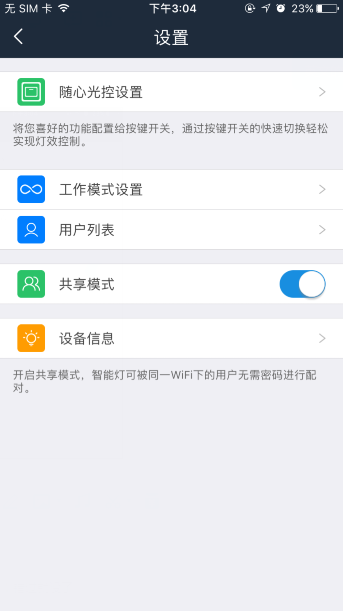 无 SIM 卡 下午3:04 23%
设置
随心光控设置
将您喜好的功能配置给按键开关，通过按键开关的快速切换轻松
实现灯效控制。
工作模式设置
用户列表
共享模式
设备信息
开启共享模式，智能灯可被同一WiFi下的用户无需密码进行配
对。